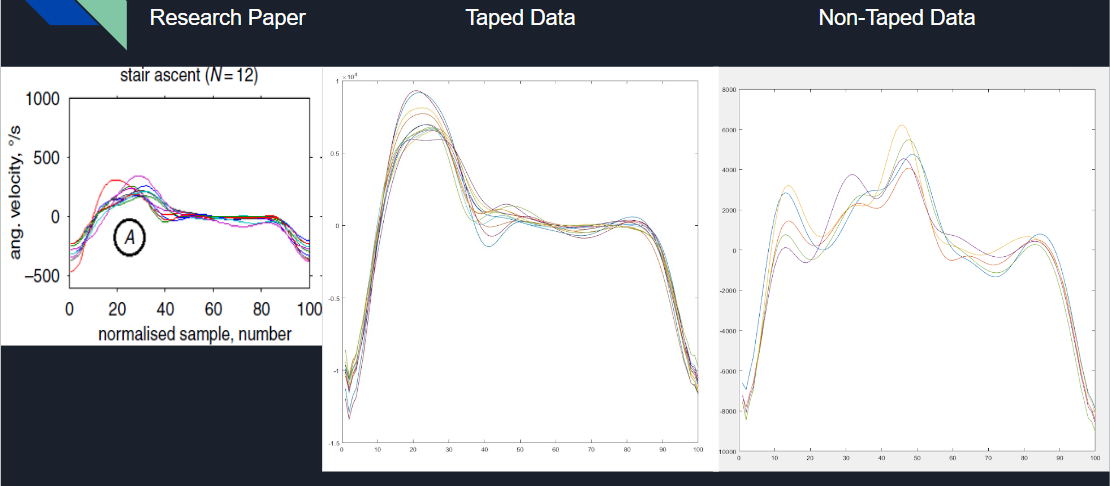 Research Paper
Taped Data
Non-Taped Data
stair ascent (N = 12)
1000
500
0
−500
ang. velocity, °/s
A
0 20 40 60 80 100
normalised sample, number
×10⁴
1
0.5
0
-0.5
-1
-1.5
0 10 20 30 40 50 60 70 80 90 100
8000
6000
4000
2000
0
-2000
-4000
-6000
-8000
10000
0 10 20 30 40 50 60 70 80 90 100